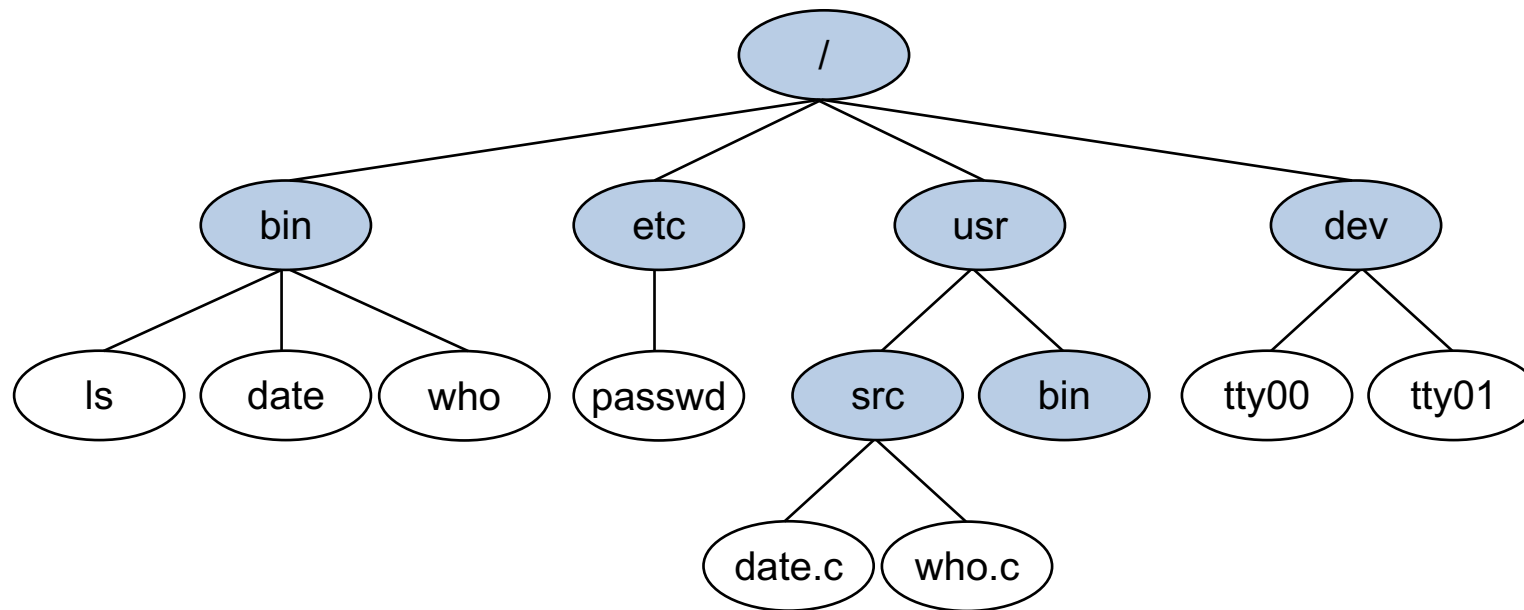 /
bin etc usr dev
ls date who passwd src bin tty00 tty01
date.c who.c